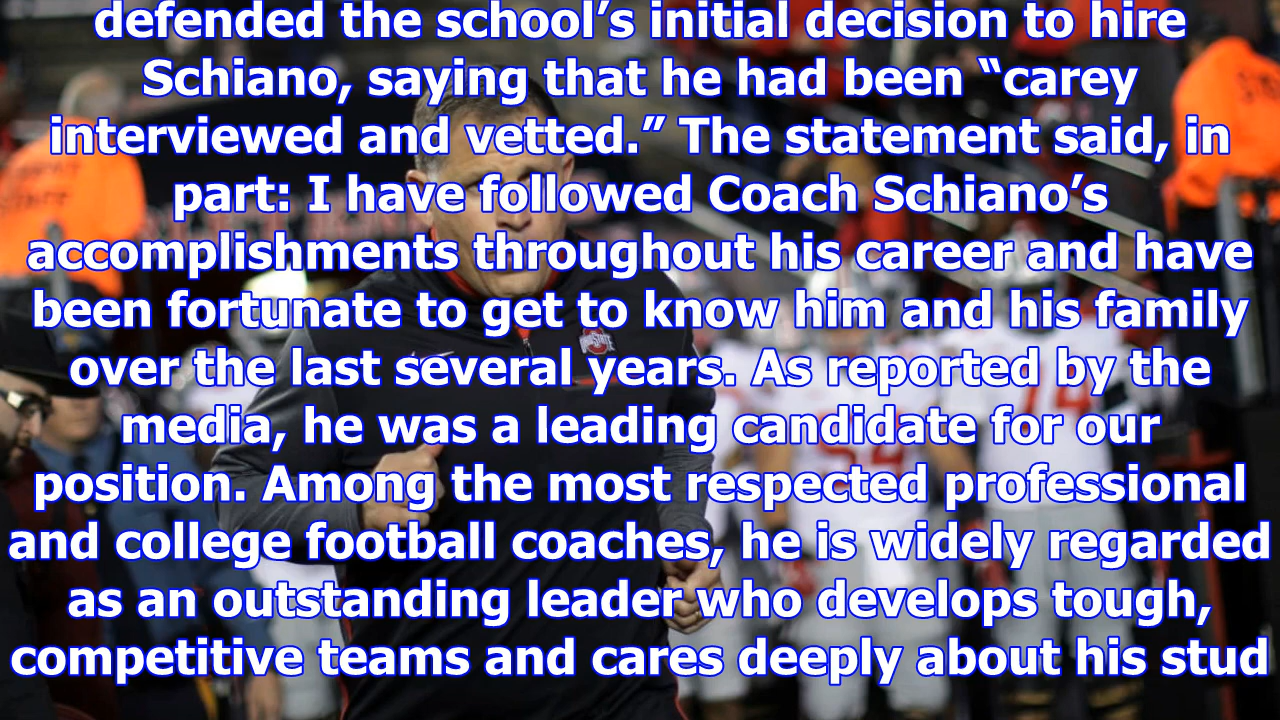 defended the school’s initial decision to hire
Schiano, saying that he had been “carey
interviewed and vetted.” The statement said, in
part: I have followed Coach Schiano’s
accomplishments throughout his career and have
been fortunate to get to know him and his family
over the last several years. As reported by the
media, he was a leading candidate for our
position. Among the most respected professional
and college football coaches, he is widely regarded
as an outstanding leader who develops tough,
competitive teams and cares deeply about his stud